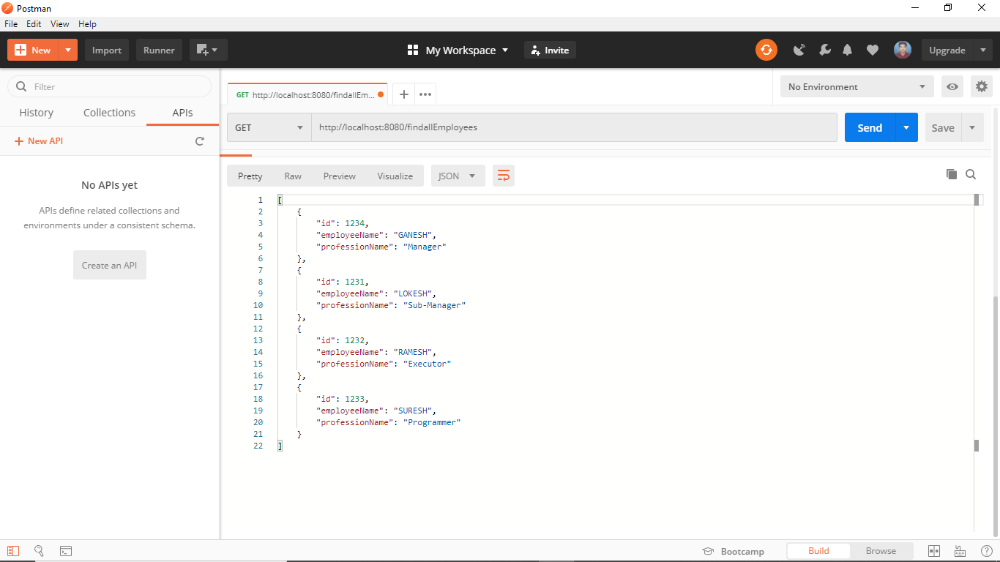 Postman
File Edit View Help
New Import Runner My Workspace Invite Upgrade
Filter
History Collections APIs
New API
No APIs yet
APIs define related collections and
environments under a consistent schema.
Create an API
GET http://localhost:8080/findallEm...
No Environment
GET http://localhost:8080/findallEmployees Send Save
Pretty Raw Preview Visualize JSON
1 [
2 {
3 "id": 1234,
4 "employeeName": "GANESH",
5 "professionName": "Manager"
6 },
7 {
8 "id": 1231,
9 "employeeName": "LOKESH",
10 "professionName": "Sub-Manager"
11 },
12 {
13 "id": 1232,
14 "employeeName": "RAMESH",
15 "professionName": "Executor"
16 },
17 {
18 "id": 1233,
19 "employeeName": "SURESH",
20 "professionName": "Programmer"
21 }
22 ]
Bootcamp Build Browse